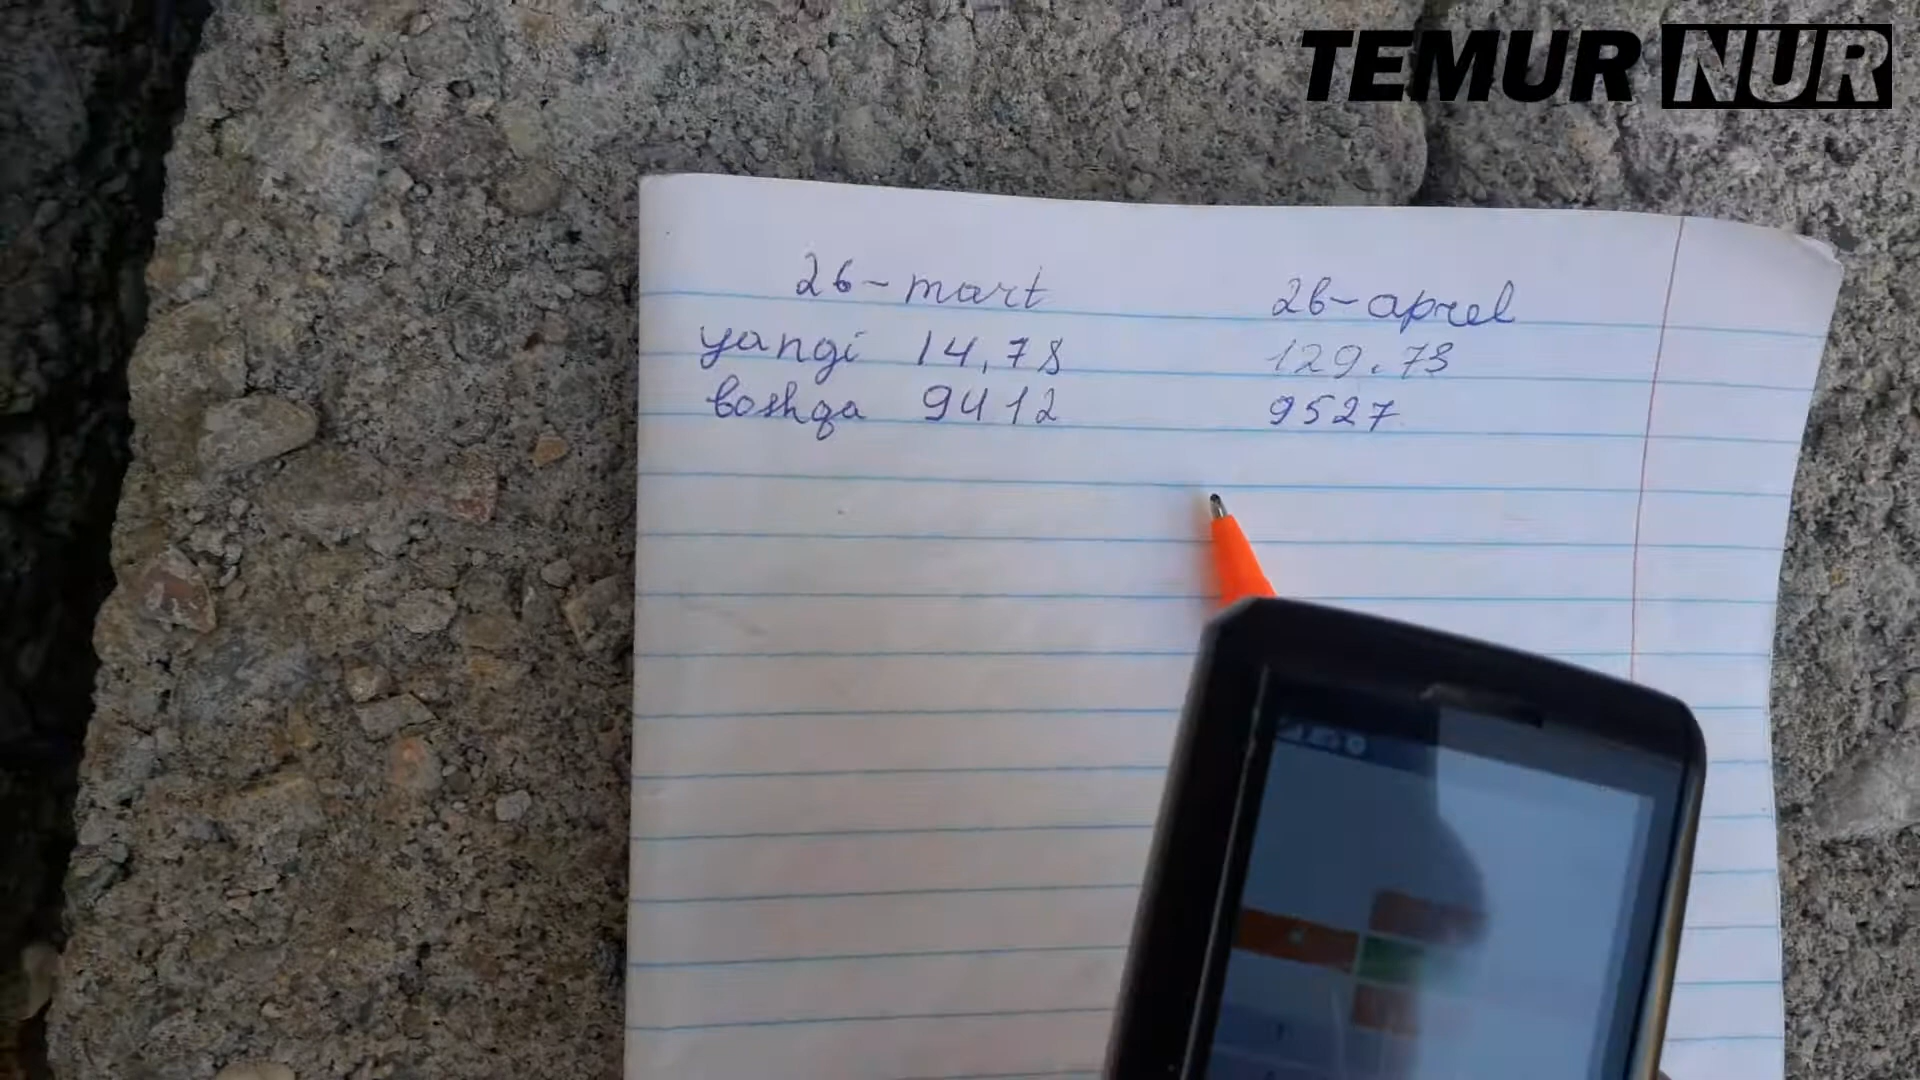 TEMUR NUR
26-mart 26-aprel
yangi 14,78 129.73
boshqa 9412 9527